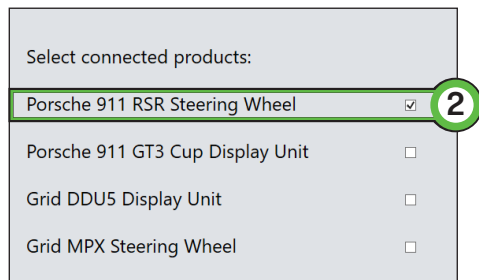 Select connected products:
Porsche 911 RSR Steering Wheel
2
Porsche 911 GT3 Cup Display Unit
Grid DDU5 Display Unit
Grid MPX Steering Wheel